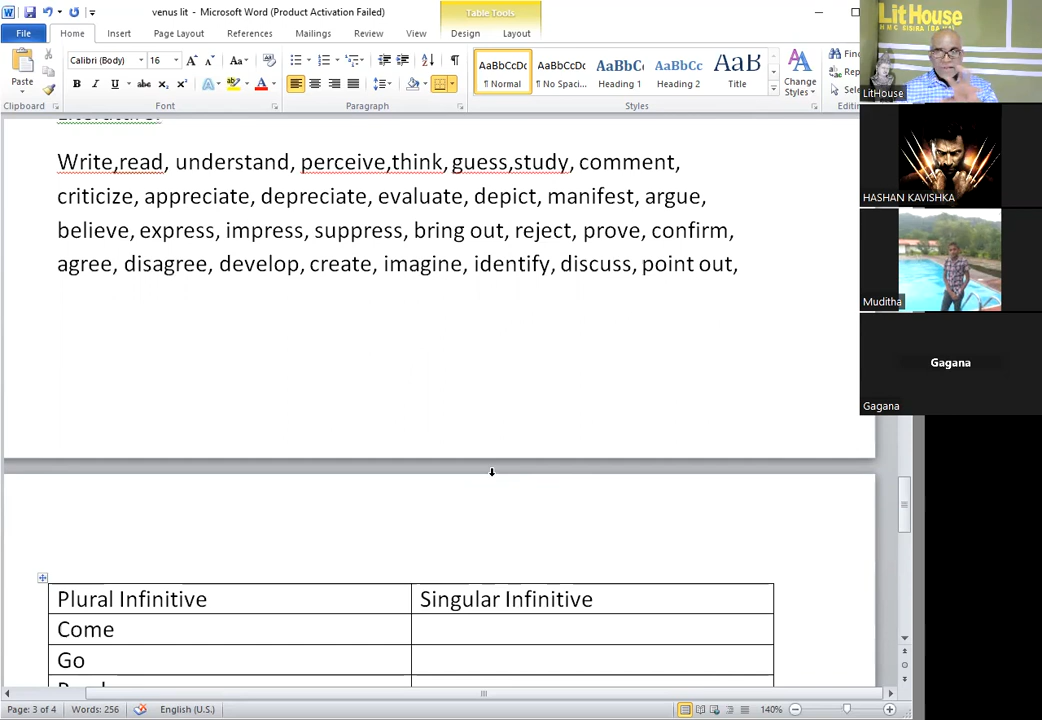 venus lit - Microsoft Word (Product Activation Failed)
Table Tools
File Home Insert Page Layout References Mailings Review View Design Layout
Paste
Calibri (Body) 16
AaBbCcDc AaBbCcDc AaBbC AaBbCc AaB
¶ Normal ¶ No Spaci... Heading 1 Heading 2 Title
Change
Styles
Find
Clipboard Font Paragraph Styles
LitHouse
LitHouse
HASHAN KAVISHKA
Muditha
Gagana
Gagana
Write,read, understand, perceive,think, guess,study, comment,
criticize, appreciate, depreciate, evaluate, depict, manifest, argue,
believe, express, impress, suppress, bring out, reject, prove, confirm,
agree, disagree, develop, create, imagine, identify, discuss, point out,
Plural Infinitive Singular Infinitive
Come
Go
Page: 3 of 4 Words: 256 English (U.S.) 140%